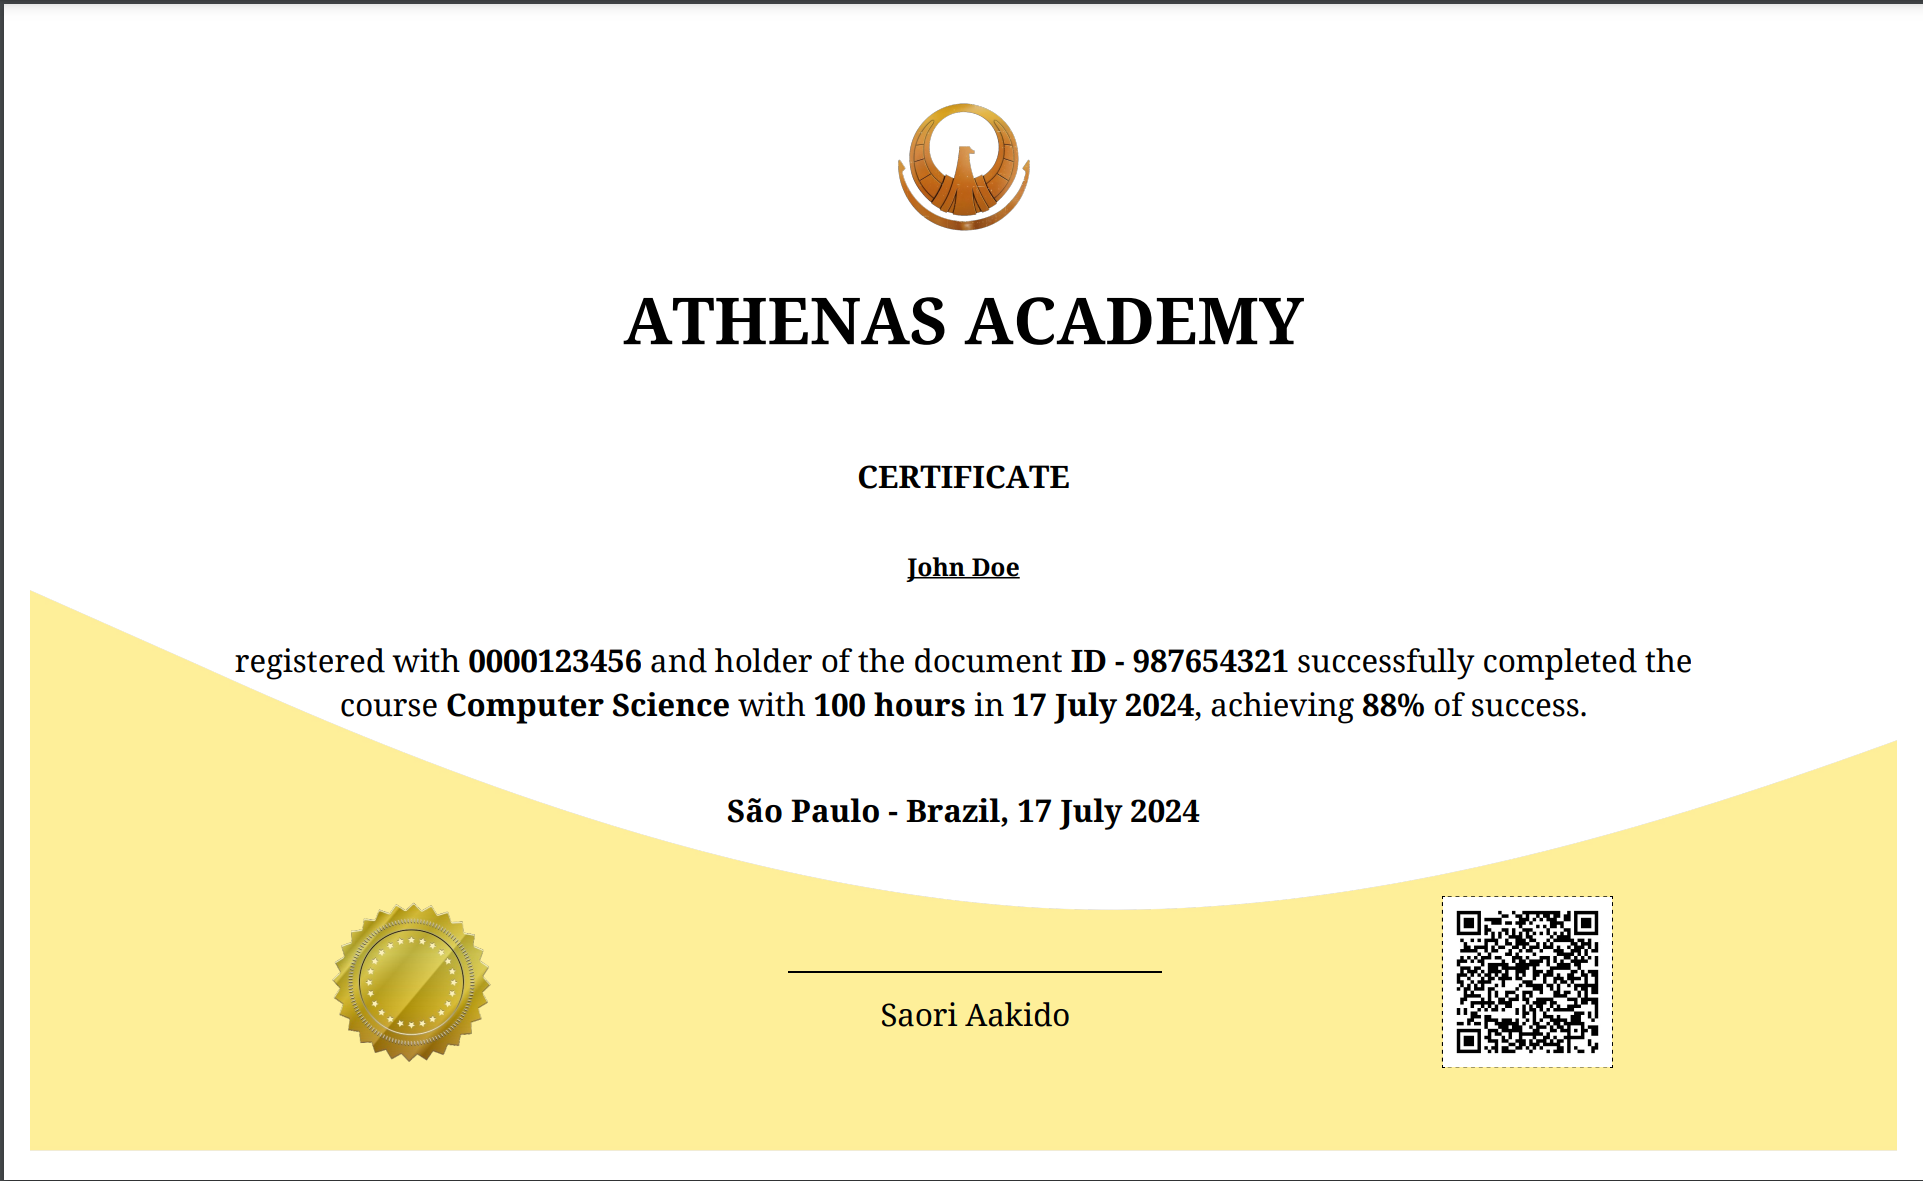 ATHENAS ACADEMY
CERTIFICATE
John Doe
registered with 0000123456 and holder of the document ID - 987654321 successfully completed the
course Computer Science with 100 hours in 17 July 2024, achieving 88% of success.
São Paulo - Brazil, 17 July 2024
Saori Aakido